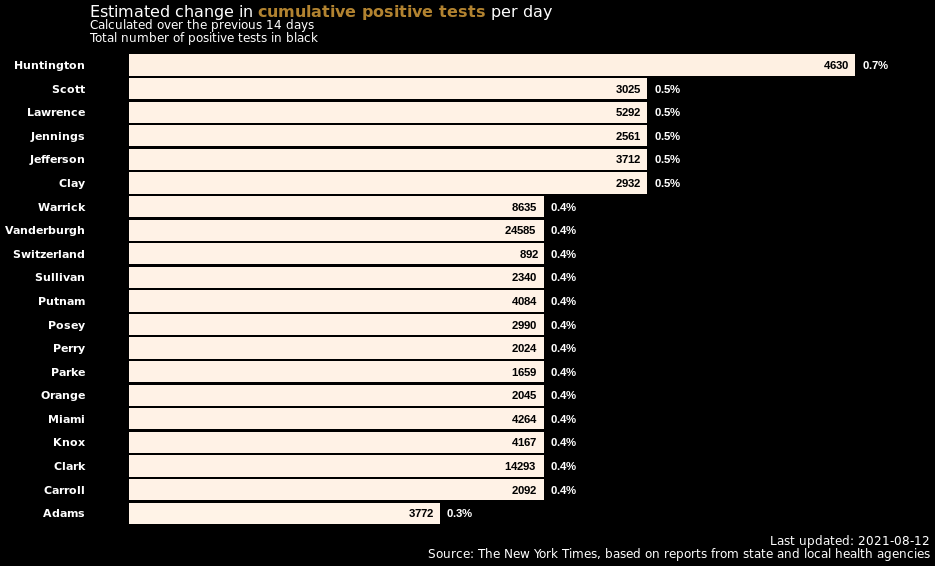 Estimated change in cumulative positive tests per day
Calculated over the previous 14 days
Total number of positive tests in black
Huntington 4630 0.7%
Scott 3025 0.5%
Lawrence 5292 0.5%
Jennings 2561 0.5%
Jefferson 3712 0.5%
Clay 2932 0.5%
Warrick 8635 0.4%
Vanderburgh 24585 0.4%
Switzerland 892 0.4%
Sullivan 2340 0.4%
Putnam 4084 0.4%
Posey 2990 0.4%
Perry 2024 0.4%
Parke 1659 0.4%
Orange 2045 0.4%
Miami 4264 0.4%
Knox 4167 0.4%
Clark 14293 0.4%
Carroll 2092 0.4%
Adams 3772 0.3%
Last updated: 2021-08-12
Source: The New York Times, based on reports from state and local health agencies